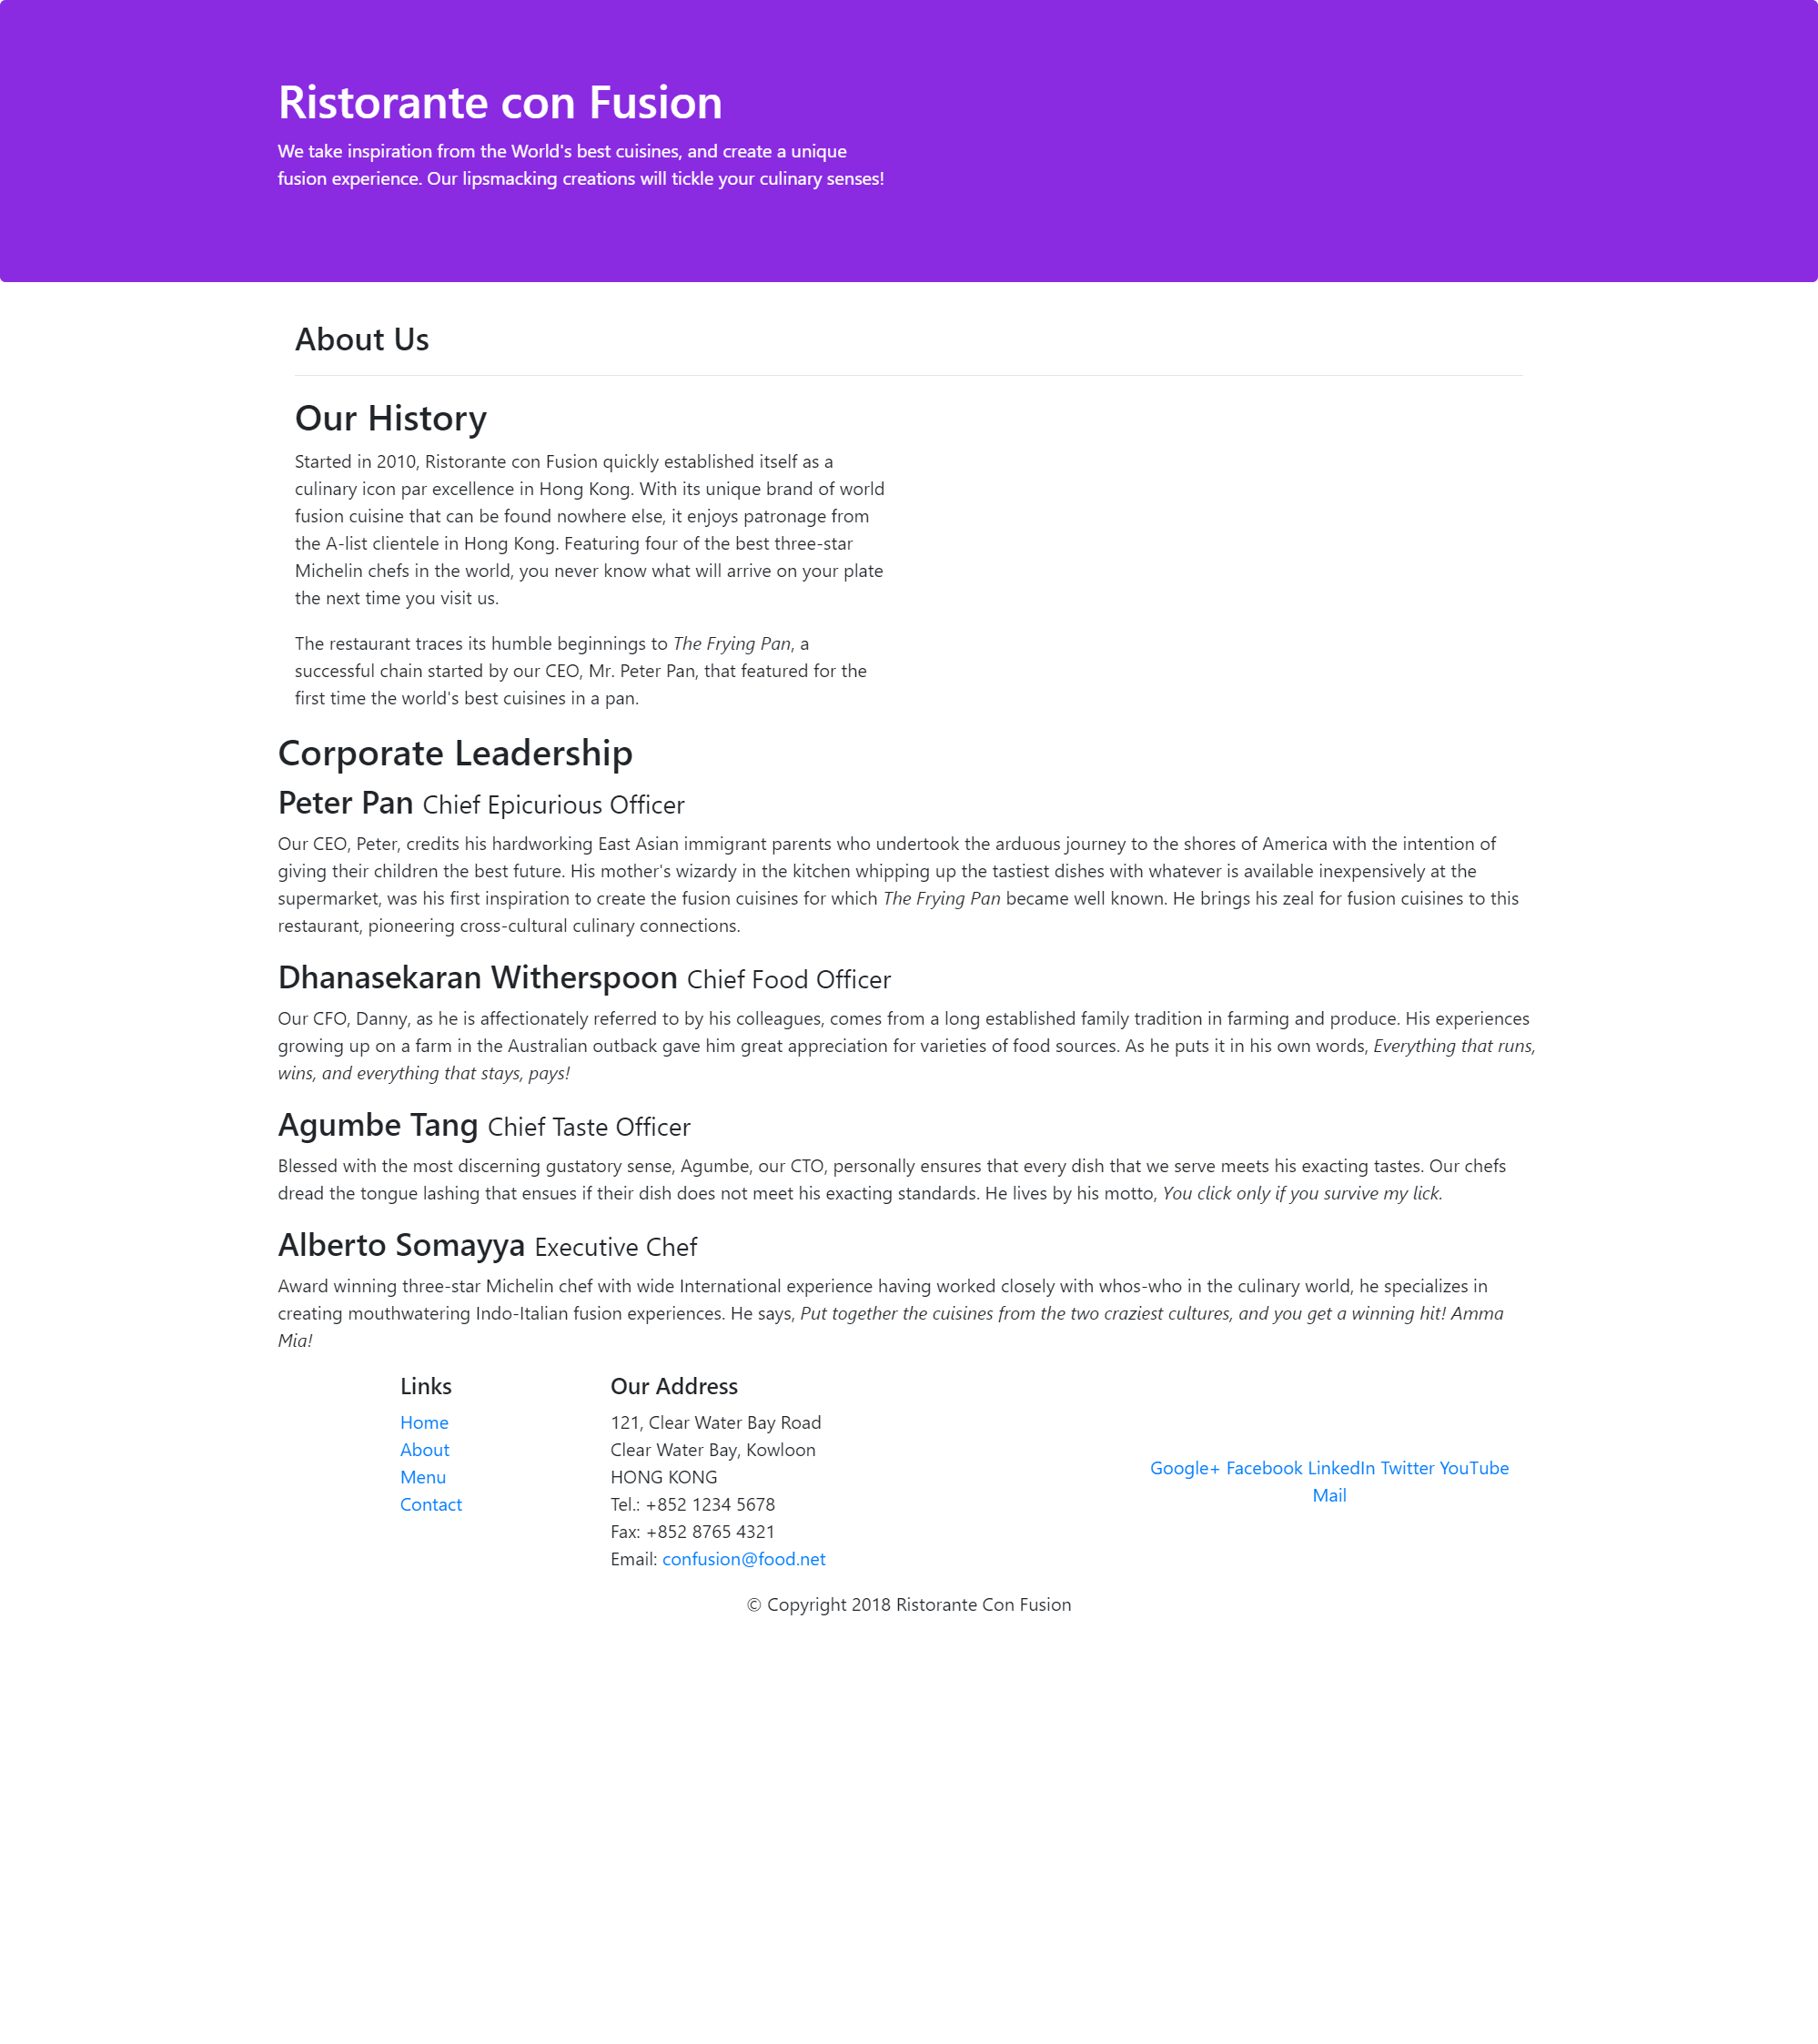 Ristorante con Fusion
We take inspiration from the World's best cuisines, and create a unique
fusion experience. Our lipsmacking creations will tickle your culinary senses!
About Us
Our History
Started in 2010, Ristorante con Fusion quickly established itself as a
culinary icon par excellence in Hong Kong. With its unique brand of world
fusion cuisine that can be found nowhere else, it enjoys patronage from
the A-list clientele in Hong Kong. Featuring four of the best three-star
Michelin chefs in the world, you never know what will arrive on your plate
the next time you visit us.
The restaurant traces its humble beginnings to The Frying Pan, a
successful chain started by our CEO, Mr. Peter Pan, that featured for the
first time the world's best cuisines in a pan.
Corporate Leadership
Peter Pan Chief Epicurious Officer
Our CEO, Peter, credits his hardworking East Asian immigrant parents who undertook the arduous journey to the shores of America with the intention of
giving their children the best future. His mother's wizardy in the kitchen whipping up the tastiest dishes with whatever is available inexpensively at the
supermarket, was his first inspiration to create the fusion cuisines for which The Frying Pan became well known. He brings his zeal for fusion cuisines to this
restaurant, pioneering cross-cultural culinary connections.
Dhanasekaran Witherspoon Chief Food Officer
Our CFO, Danny, as he is affectionately referred to by his colleagues, comes from a long established family tradition in farming and produce. His experiences
growing up on a farm in the Australian outback gave him great appreciation for varieties of food sources. As he puts it in his own words, Everything that runs,
wins, and everything that stays, pays!
Agumbe Tang Chief Taste Officer
Blessed with the most discerning gustatory sense, Agumbe, our CTO, personally ensures that every dish that we serve meets his exacting tastes. Our chefs
dread the tongue lashing that ensues if their dish does not meet his exacting standards. He lives by his motto, You click only if you survive my lick.
Alberto Somayya Executive Chef
Award winning three-star Michelin chef with wide International experience having worked closely with whos-who in the culinary world, he specializes in
creating mouthwatering Indo-Italian fusion experiences. He says, Put together the cuisines from the two craziest cultures, and you get a winning hit! Amma
Mia!
Links
Home
About
Menu
Contact
Our Address
121, Clear Water Bay Road
Clear Water Bay, Kowloon
HONG KONG
Tel.: +852 1234 5678
Fax: +852 8765 4321
Email: confusion@food.net
Google+ Facebook LinkedIn Twitter YouTube
Mail
© Copyright 2018 Ristorante Con Fusion